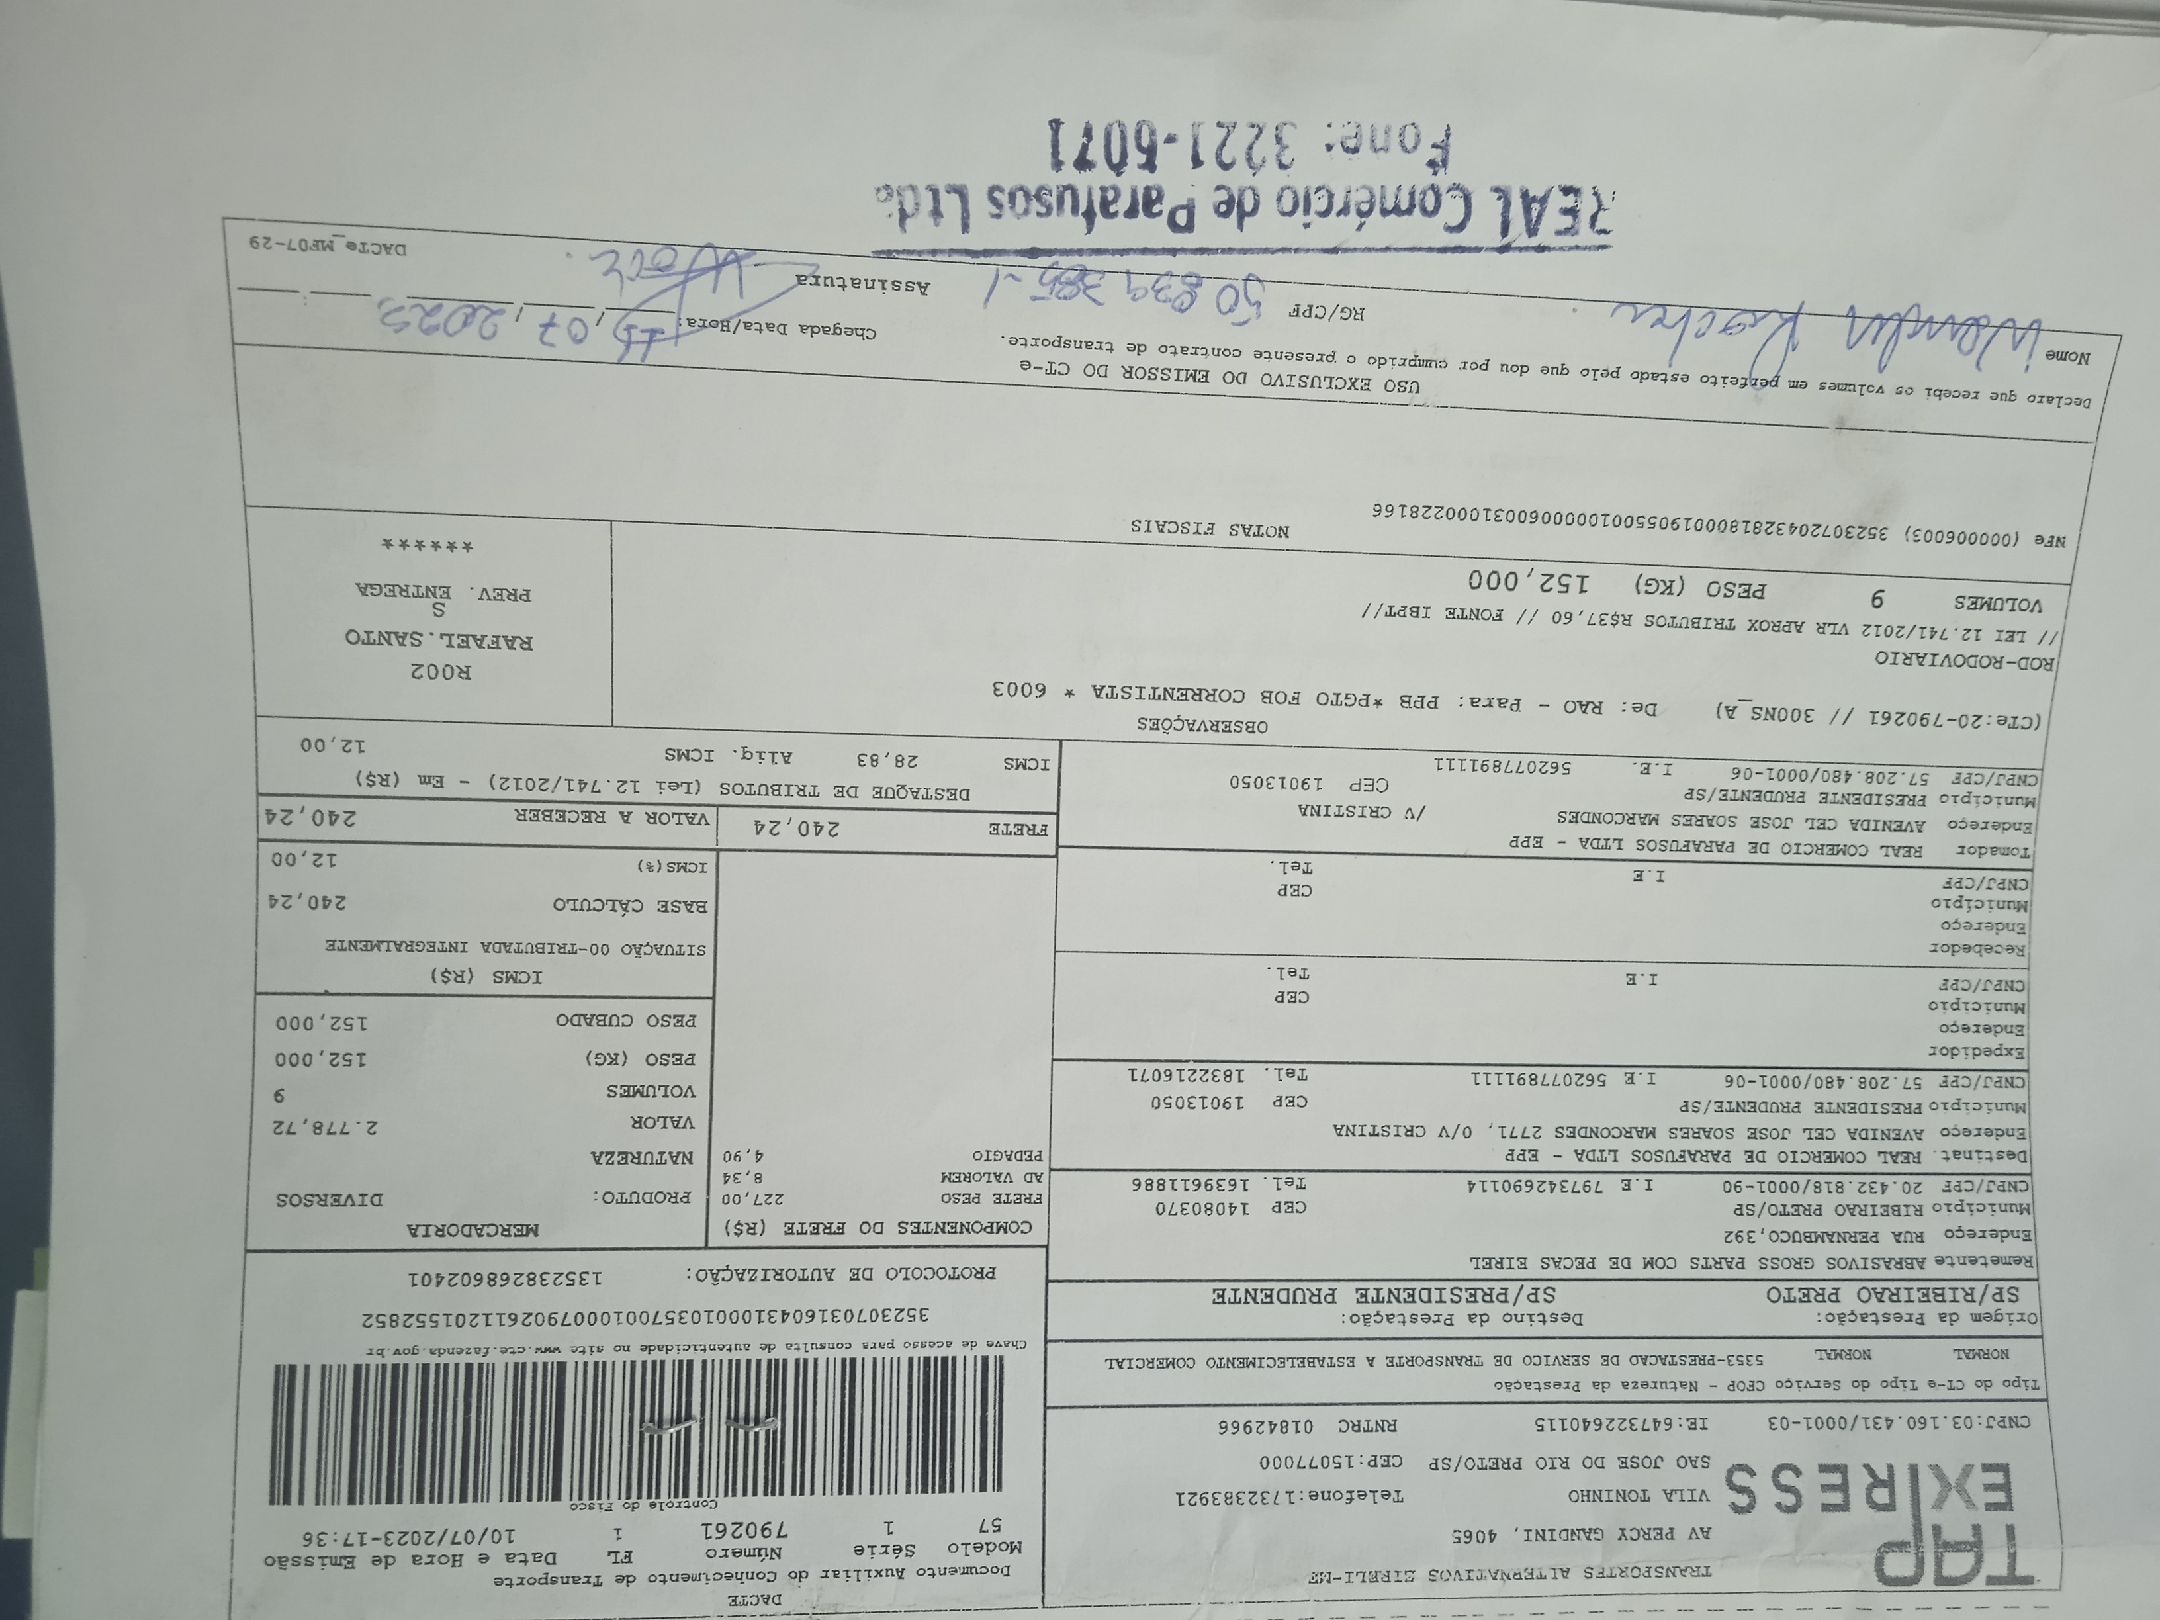 TAP
EXPRESS
TRANSPORTES ALTERNATIVOS EIRELI-ME
AV PERCY GANDINI, 4065
VILA TONINHO Telefone:1732383921
SAO JOSE DO RIO PRETO/SP CEP:15077000
CNPJ:03.160.431/0001-03 IE:647322640115 RNTRC 01842966
DACTE
Documento Auxiliar do Conhecimento de Transporte
Modelo Série Número FL Data e Hora de Emissão
57 1 790261 1 10/07/2023-17:36
Controle do Fisco
Chave de acesso para consulta de autenticidade no site www.cte.fazenda.gov.br
35230703160431000103570010007902611201552852
PROTOCOLO DE AUTORIZAÇÃO: 135238268602401
Tipo do CT-e Tipo do Serviço CFOP - Natureza da Prestação
NORMAL NORMAL 5353-PRESTACAO DE SERVICO DE TRANSPORTE A ESTABELECIMENTO COMERCIAL
Origem da Prestação: Destino da Prestação:
SP/RIBEIRAO PRETO SP/PRESIDENTE PRUDENTE
Remetente ABRASIVOS GROSS PARTS COM DE PECAS EIREL
Endereço RUA PERNAMBUCO,392
Município RIBEIRAO PRETO/SP CEP 14080370
CNPJ/CPF 20.432.818/0001-90 I.E 797342690114 Tel. 1639611886
Destinat. REAL COMERCIO DE PARAFUSOS LTDA - EPP
Endereço AVENIDA CEL JOSE SOARES MARCONDES 2771, 0/V CRISTINA
Município PRESIDENTE PRUDENTE/SP CEP 19013050
CNPJ/CPF 57.208.480/0001-06 I.E 562077891111 Tel. 1832216071
Expedidor
Endereço
Município CEP
CNPJ/CPF I.E Tel.
Recebedor
Endereço
Município CEP
CNPJ/CPF I.E Tel.
Tomador REAL COMERCIO DE PARAFUSOS LTDA - EPP
Endereço AVENIDA CEL JOSE SOARES MARCONDES /V CRISTINA
Município PRESIDENTE PRUDENTE/SP CEP 19013050
CNPJ/CPF 57.208.480/0001-06 I.E. 562077891111
COMPONENTES DO FRETE (R$)
FRETE PESO 227,00
AD VALOREM 8,34
PEDAGIO 4,90
MERCADORIA
PRODUTO: DIVERSOS
NATUREZA
VALOR 2.778,72
VOLUMES 9
PESO (KG) 152,000
PESO CUBADO 152,000
ICMS (R$)
SITUAÇÃO 00-TRIBUTADA INTEGRALMENTE
BASE CÁLCULO 240,24
ICMS(%) 12,00
FRETE 240,24 VALOR A RECEBER 240,24
DESTAQUE DE TRIBUTOS (Lei 12.741/2012) - Em (R$)
ICMS 28,83 Aliq. ICMS 12,00
OBSERVAÇÕES
(CTe:20-790261 // 300NS_A) De: RAO - Para: PPB *PGTO FOB CORRENTISTA * 6003
ROD-RODOVIARIO
// LEI 12.741/2012 VLR APROX TRIBUTOS R$37,60 // FONTE IBPT//
VOLUMES 9 PESO (KG) 152,000
R002
RAFAEL.SANTO
S
PREV. ENTREGA
******
NOTAS FISCAIS
NFe (000006003) 35230720432818000190550010000060031000228166
USO EXCLUSIVO DO EMISSOR DO CT-e
Declaro que recebi os volumes em perfeito estado pelo que dou por cumprido o presente contrato de transporte.
Nome Rocha RG/CPF 50 839 385-1 Chegada Data/Hora: 07, 2023
Assinatura
DACTe_MF07-29
REAL Comércio de Parafusos Ltda.
Fone: 3221-6071